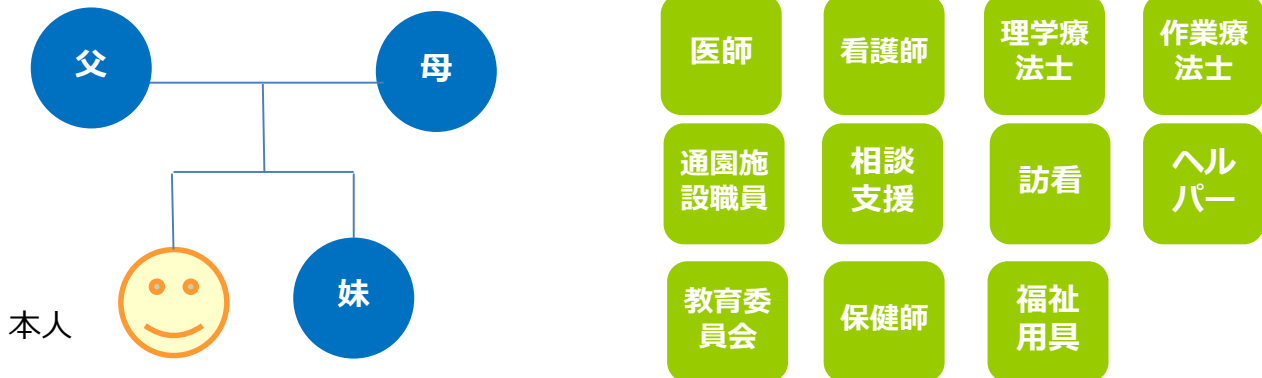 父
母
妹
本人
医師
看護師
理学療
法士
作業療
法士
通園施
設職員
相談
支援
訪看
ヘル
パー
教育委
員会
保健師
福祉
用具